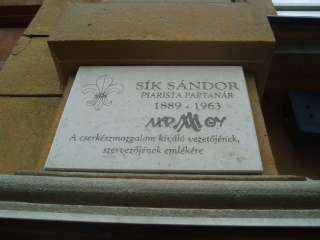 SÍK SÁNDOR
PIARISTA PAPTANÁR
1889 - 1963
A cserkészmozgalom kiváló vezetőjének,
szervezőjének emlékére